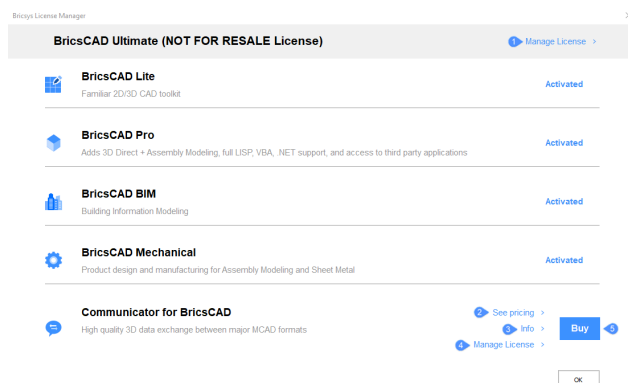 Bricsys License Manager
BricsCAD Ultimate (NOT FOR RESALE License)
1 Manage License >
BricsCAD Lite
Familiar 2D/3D CAD toolkit
Activated
BricsCAD Pro
Adds 3D Direct + Assembly Modeling, full LISP, VBA, .NET support, and access to third party applications
Activated
BricsCAD BIM
Building Information Modeling
Activated
BricsCAD Mechanical
Product design and manufacturing for Assembly Modeling and Sheet Metal
Activated
Communicator for BricsCAD
High quality 3D data exchange between major MCAD formats
2 See pricing >
3 Info >
4 Manage License >
Buy 5
OK